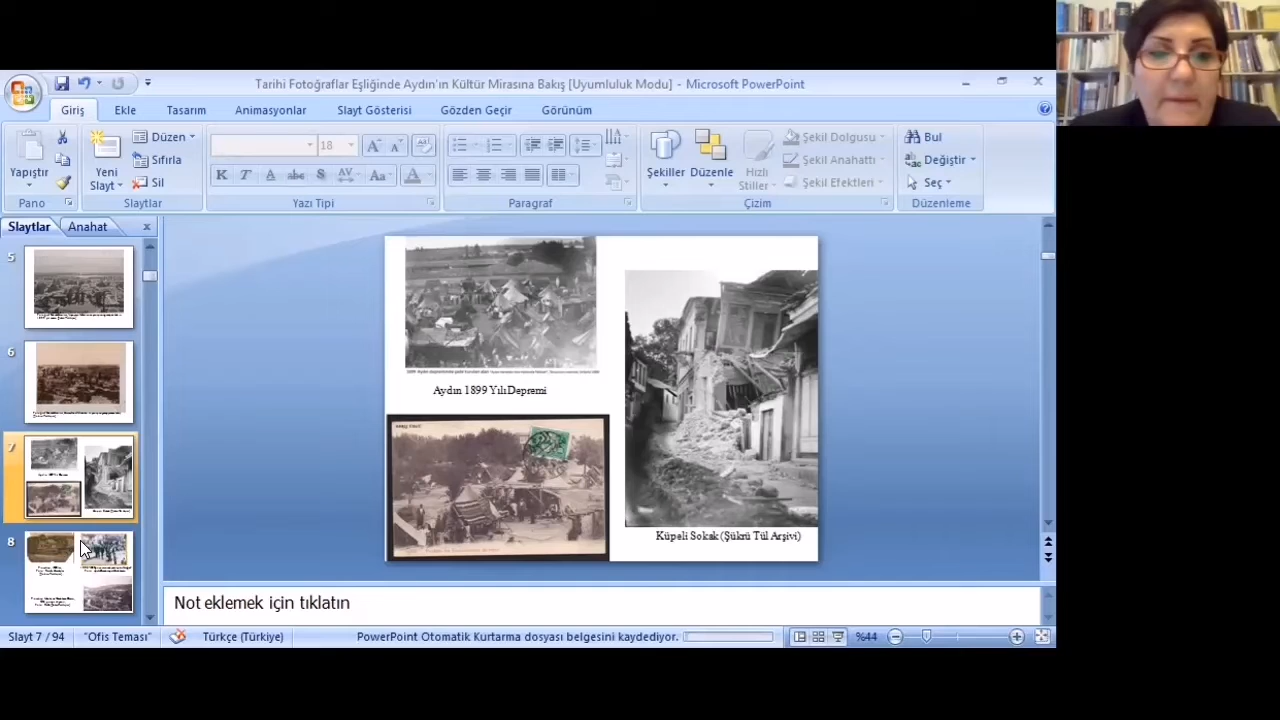 Tarihi Fotoğraflar Eşliğinde Aydın'ın Kültür Mirasına Bakış [Uyumluluk Modu] - Microsoft PowerPoint
Giriş Ekle Tasarım Animasyonlar Slayt Gösterisi Gözden Geçir Görünüm
Yapıştır
Pano
Yeni
Slayt
Düzen
Sıfırla
Sil
Slaytlar
18
Yazı Tipi
Paragraf
Şekiller
Düzenle
Hızlı
Stiller
Şekil Dolgusu
Şekil Anahattı
Şekil Efektleri
Çizim
Bul
Değiştir
Seç
Düzenleme
Slaytlar Anahat
5
6
7
8
Aydın 1899 Yılı Depremi
Küpeli Sokak (Şükrü Tül Arşivi)
Not eklemek için tıklatın
Slayt 7 / 94 "Ofis Teması" Türkçe (Türkiye) PowerPoint Otomatik Kurtarma dosyası belgesini kaydediyor. %44